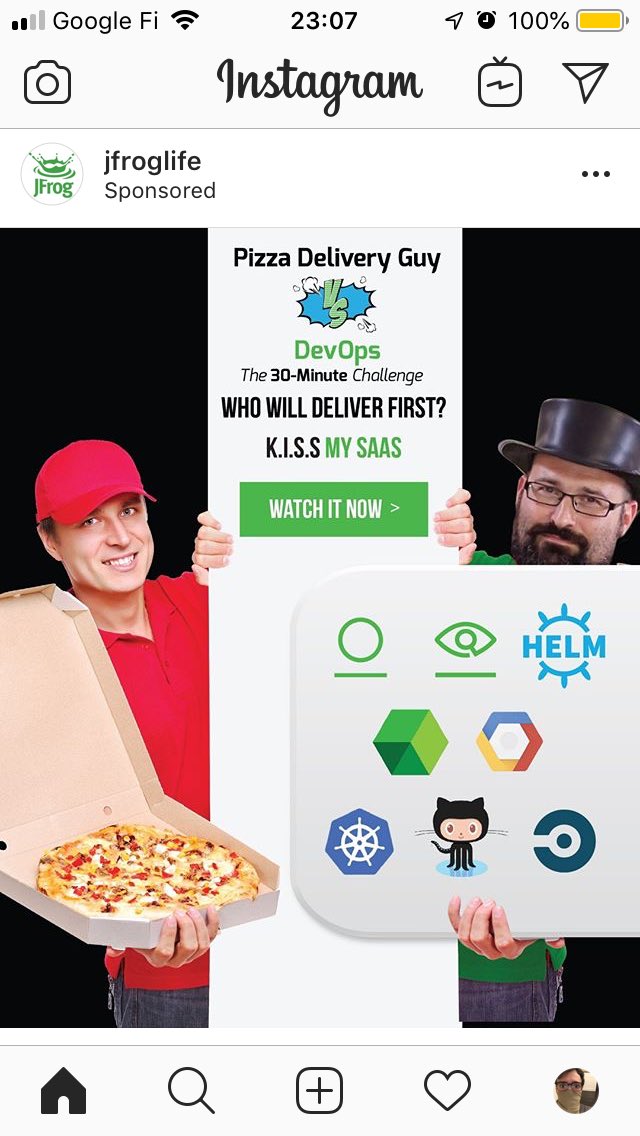 Google Fi
23:07
100%
Instagram
JFrog
jfroglife
Sponsored
Pizza Delivery Guy
VS
DevOps
The 30-Minute Challenge
WHO WILL DELIVER FIRST?
K.I.S.S MY SAAS
WATCH IT NOW >
HELM